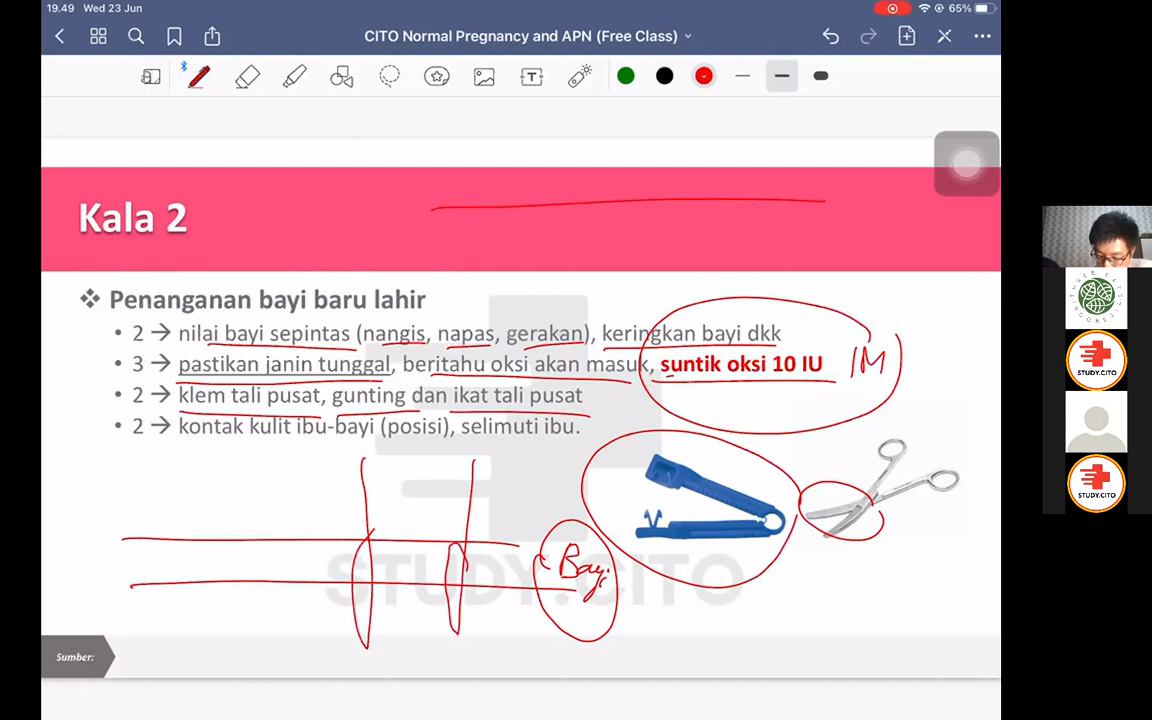 19.49 Wed 23 Jun
65%
CITO Normal Pregnancy and APN (Free Class)
T
Kala 2
❖ Penanganan bayi baru lahir
• 2 → nilai bayi sepintas (nangis, napas, gerakan), keringkan bayi dkk
• 3 → pastikan janin tunggal, beritahu oksi akan masuk, suntik oksi 10 IU IM
• 2 → klem tali pusat, gunting dan ikat tali pusat
• 2 → kontak kulit ibu-bayi (posisi), selimuti ibu.
Bayi
STUDY.CITO
Sumber:
STUDY.CITO
STUDY.CITO